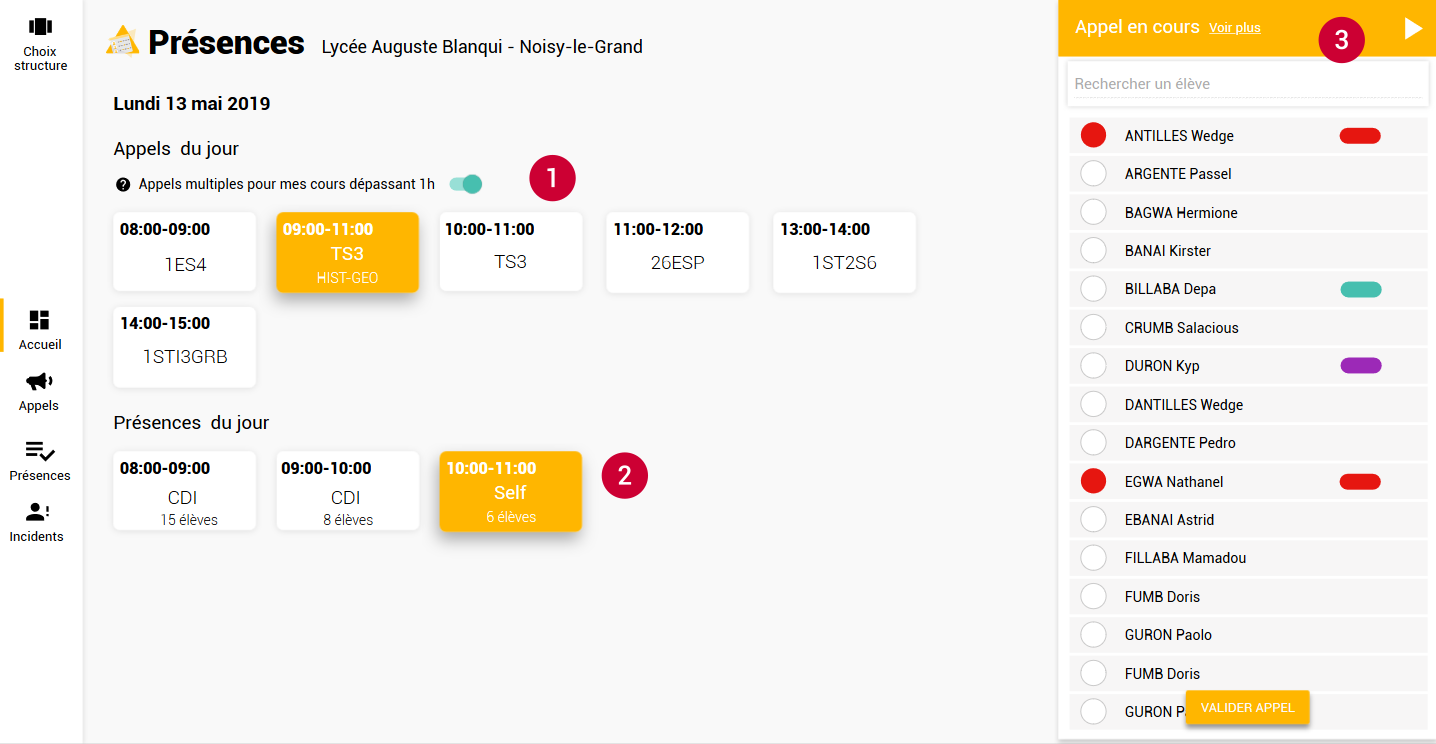 Choix
structure
Accueil
Appels
Présences
Incidents
Présences Lycée Auguste Blanqui - Noisy-le-Grand
Lundi 13 mai 2019
Appels du jour
? Appels multiples pour mes cours dépassant 1h
1
08:00-09:00
1ES4
09:00-11:00
TS3
HIST-GEO
10:00-11:00
TS3
11:00-12:00
26ESP
13:00-14:00
1ST2S6
14:00-15:00
1STI3GRB
Présences du jour
08:00-09:00
CDI
15 élèves
09:00-10:00
CDI
8 élèves
10:00-11:00
Self
6 élèves
2
Appel en cours Voir plus
3
Rechercher un élève
ANTILLES Wedge
ARGENTE Passel
BAGWA Hermione
BANAI Kirster
BILLABA Depa
CRUMB Salacious
DURON Kyp
DANTILLES Wedge
DARGENTE Pedro
EGWA Nathanel
EBANAI Astrid
FILLABA Mamadou
FUMB Doris
GURON Paolo
FUMB Doris
GURON
VALIDER APPEL